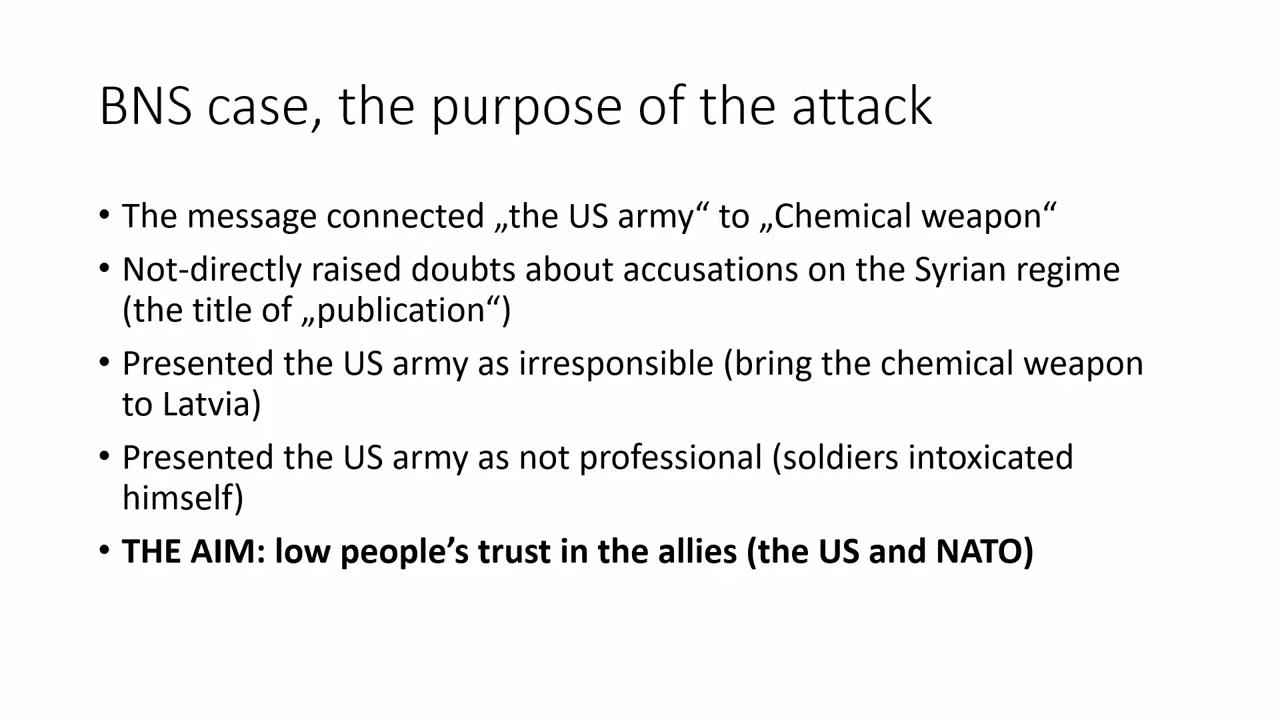 BNS case, the purpose of the attack
• The message connected „the US army“ to „Chemical weapon“
• Not-directly raised doubts about accusations on the Syrian regime
(the title of „publication“)
• Presented the US army as irresponsible (bring the chemical weapon
to Latvia)
• Presented the US army as not professional (soldiers intoxicated
himself)
• THE AIM: low people’s trust in the allies (the US and NATO)